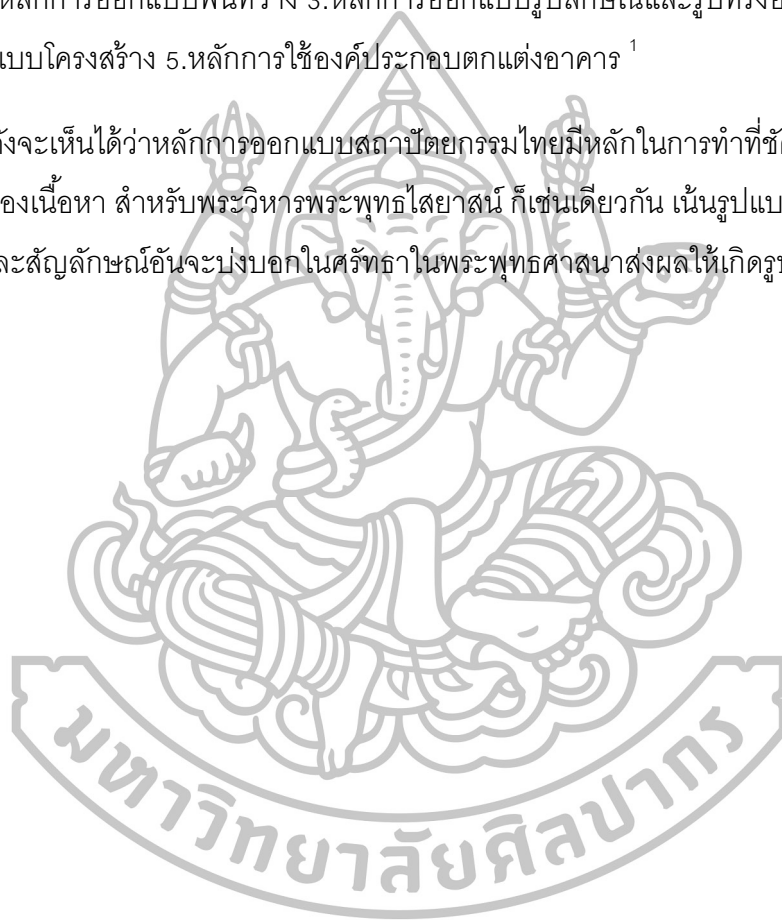 หลักการออกแบบพื้นที่ว่าง 3.หลักการออกแบบรูปลักษณ์และรูปทรงอ
แบบโครงสร้าง 5.หลักการใช้องค์ประกอบตกแต่งอาคาร 1
ังจะเห็นได้ว่าหลักการออกแบบสถาปัตยกรรมไทยมีหลักในการทำที่ชั
องเนื้อหา สำหรับพระวิหารพระพุทธไสยาสน์ ก็เช่นเดียวกัน เน้นรูปแบ
ละสัญลักษณ์อันจะบ่งบอกในศรัทธาในพระพุทธศาสนาส่งผลให้เกิดรูป
มหาวิทยาลัยศิลปากร